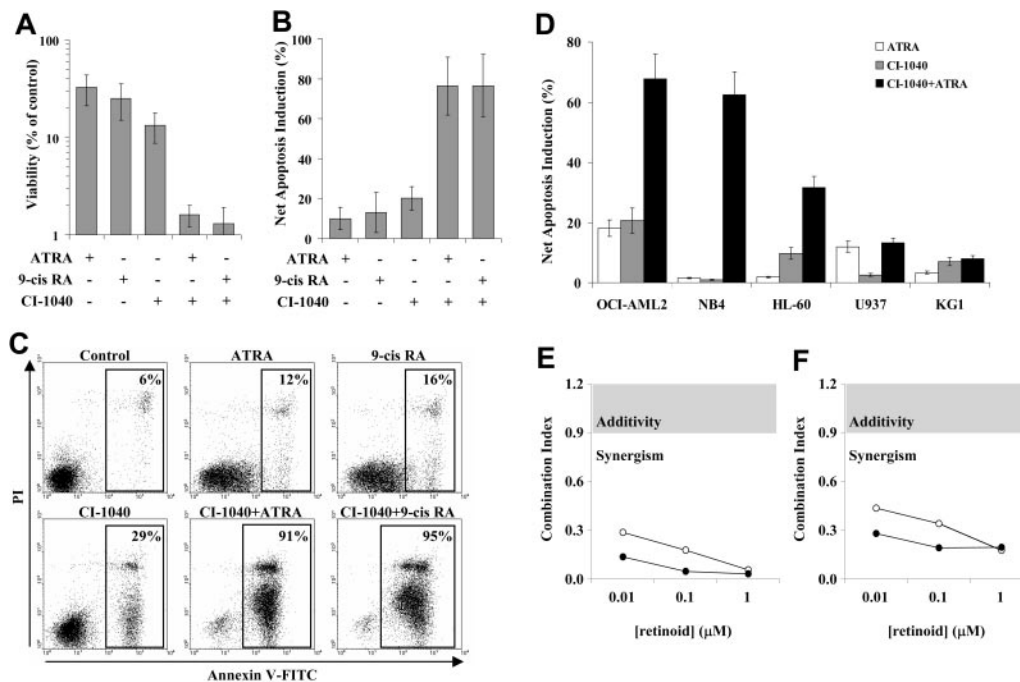 A
Viability (% of control)
100
10
1
ATRA + - - + -
9-cis RA - + - - +
CI-1040 - - + + +
B
Net Apoptosis Induction (%)
100
80
60
40
20
0
ATRA + - - + -
9-cis RA - + - - +
CI-1040 - - + + +
C
Control
6%
ATRA
12%
9-cis RA
16%
CI-1040
29%
CI-1040+ATRA
91%
CI-1040+9-cis RA
95%
PI
Annexin V-FITC
D
Net Apoptosis Induction (%)
80
60
40
20
0
ATRA
CI-1040
CI-1040+ATRA
OCI-AML2 NB4 HL-60 U937 KG1
E
Combination Index
1.2
0.9
0.6
0.3
0.0
Additivity
Synergism
0.01 0.1 1
[retinoid] (μM)
F
Combination Index
1.2
0.9
0.6
0.3
0.0
Additivity
Synergism
0.01 0.1 1
[retinoid] (μM)